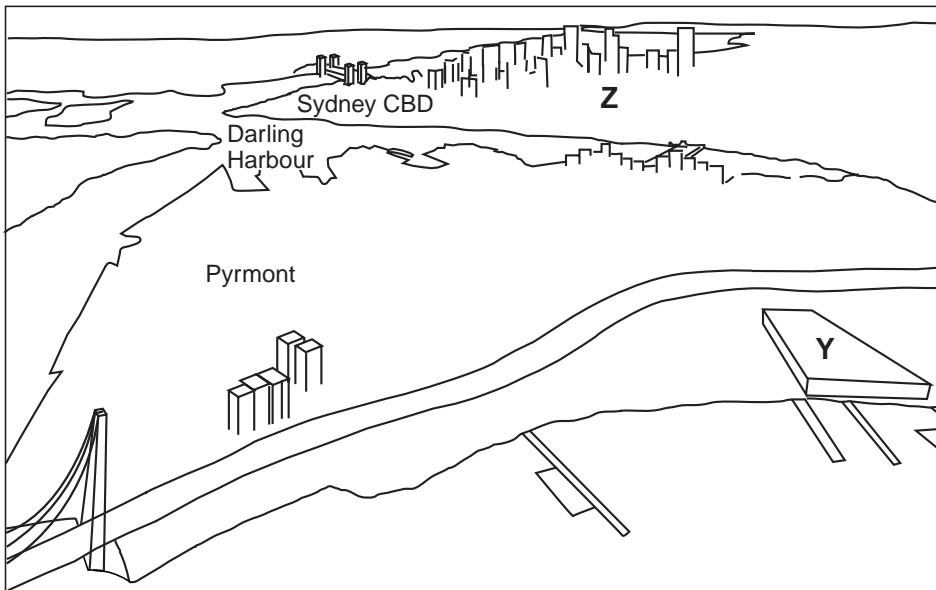 Sydney CBD
Z
Darling
Harbour
Pyrmont
Y